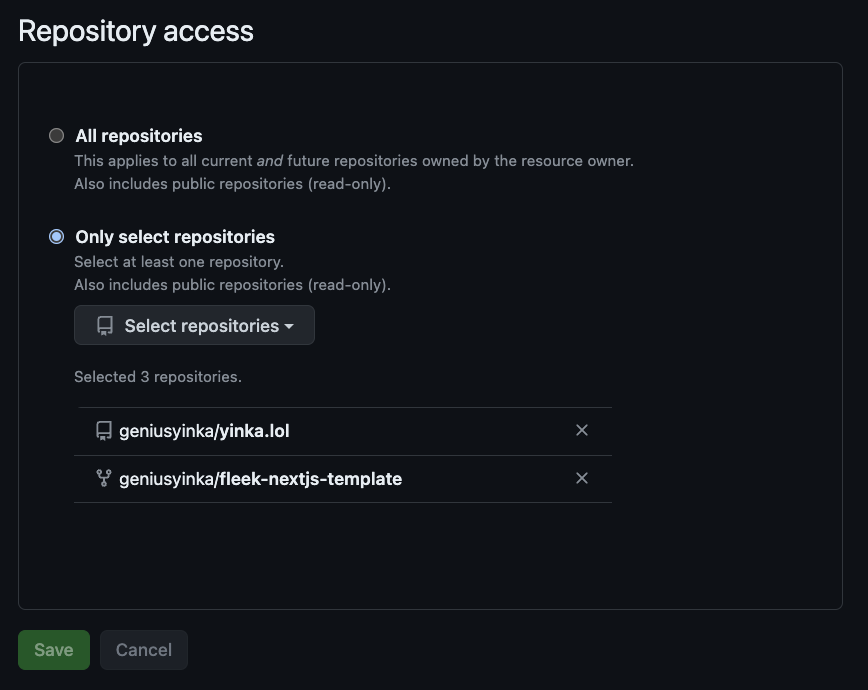 Repository access
All repositories
This applies to all current and future repositories owned by the resource owner.
Also includes public repositories (read-only).
Only select repositories
Select at least one repository.
Also includes public repositories (read-only).
Select repositories
Selected 3 repositories.
geniusyinka/yinka.lol
geniusyinka/fleek-nextjs-template
Save Cancel